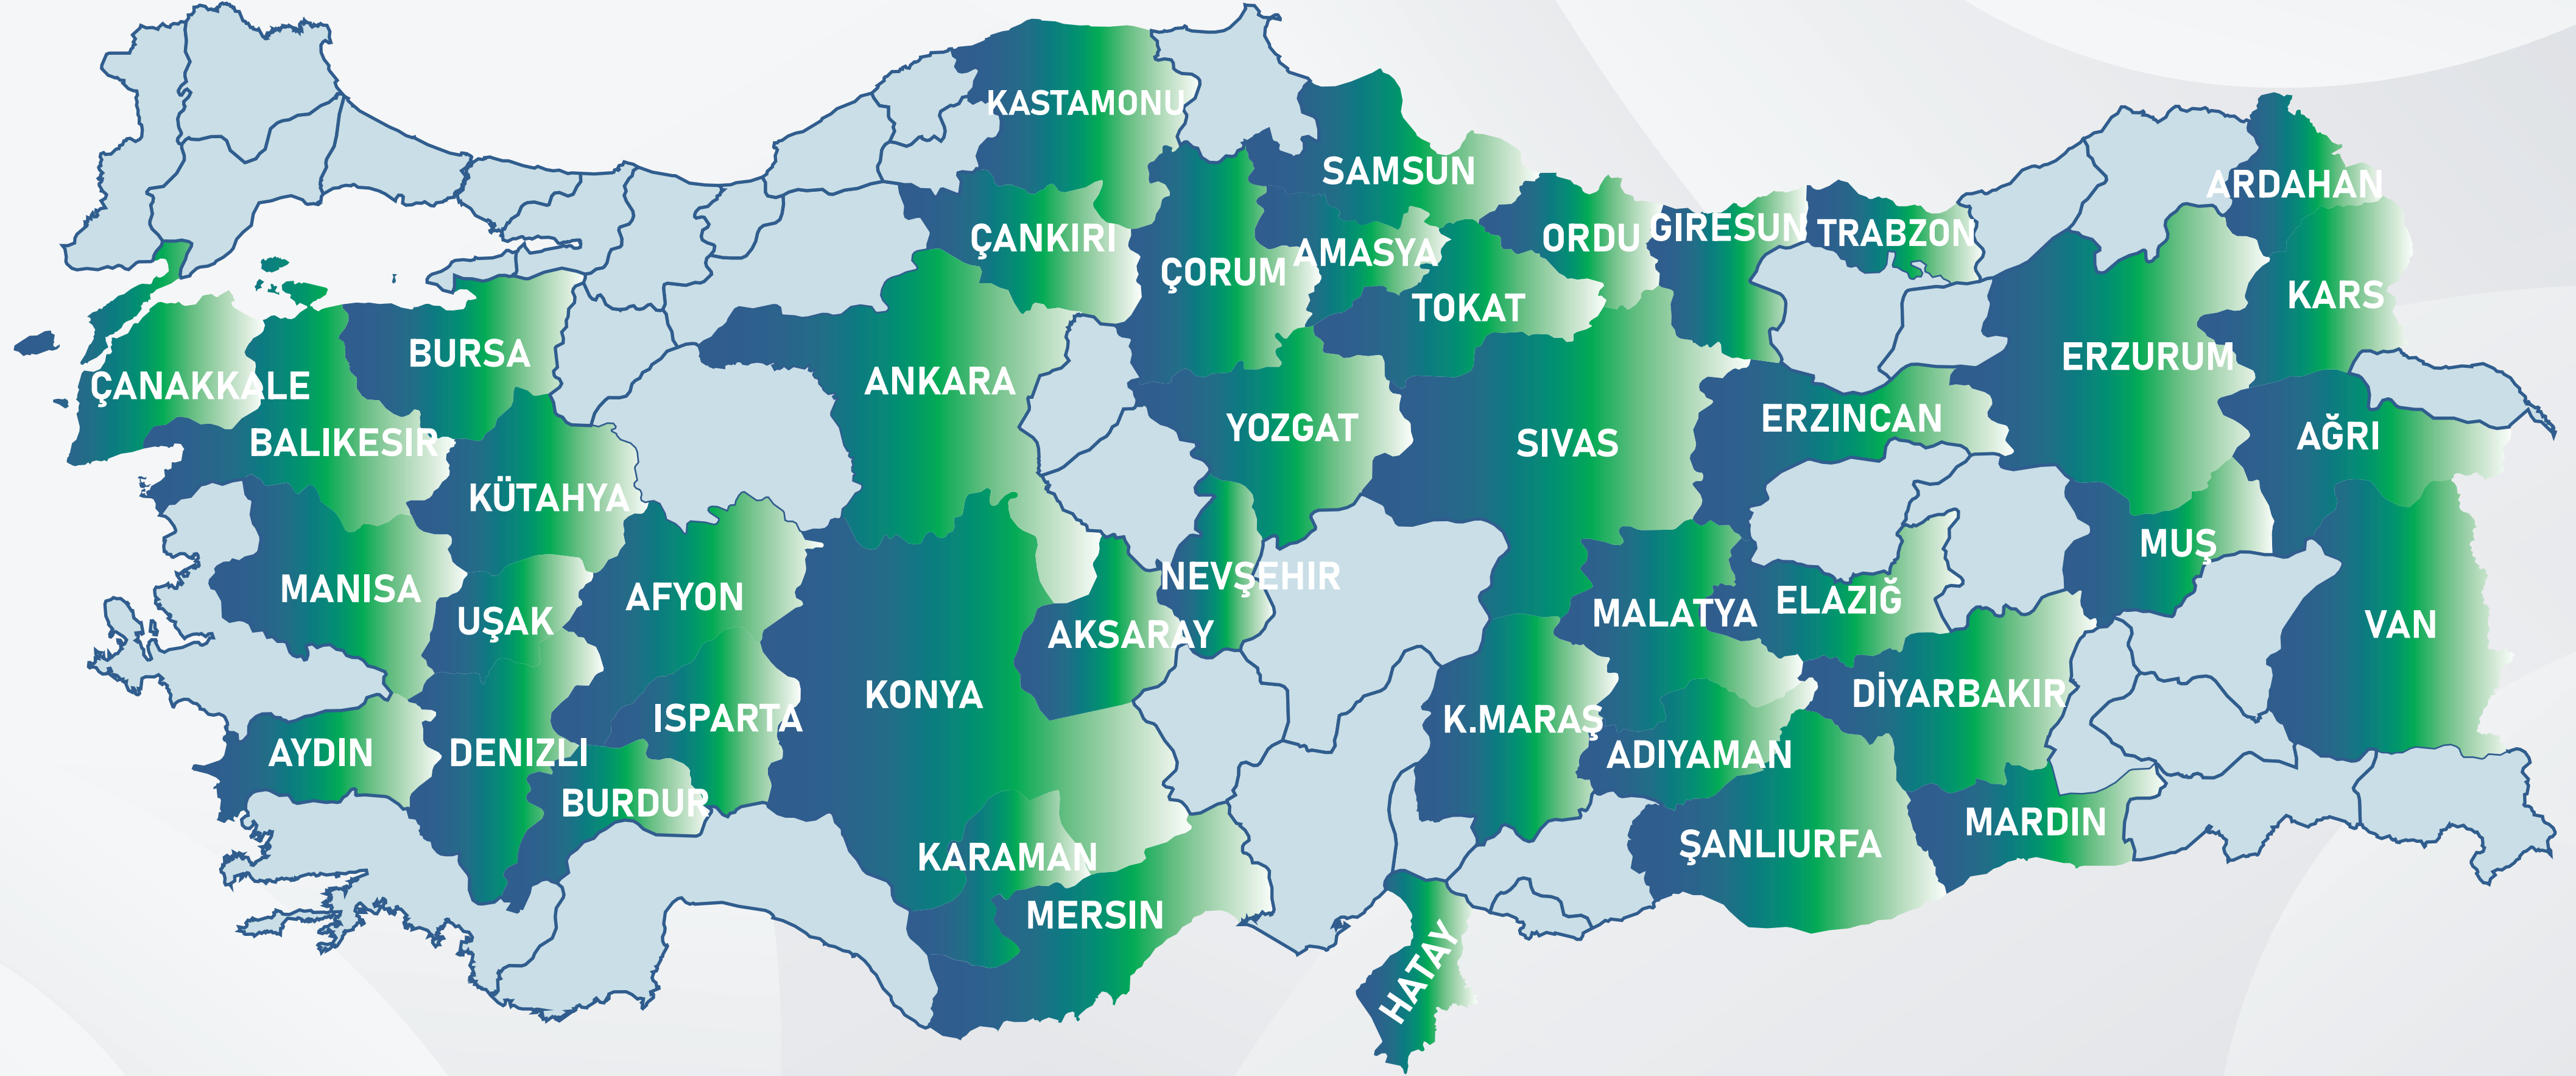 KASTAMONU
SAMSUN
ARDAHAN
ÇANKIRI
ÇORUM
AMASYA
ORDU
GİRESUN
TRABZON
TOKAT
KARS
BURSA
ÇANAKKALE
ANKARA
ERZURUM
BALIKESIR
YOZGAT
SIVAS
ERZINCAN
AĞRI
KÜTAHYA
MUŞ
MANISA
UŞAK
AFYON
NEVŞEHIR
AKSARAY
MALATYA
ELAZIĞ
VAN
KONYA
ISPARTA
K.MARAŞ
DİYARBAKIR
AYDIN
DENIZLI
ADIYAMAN
BURDUR
MARDIN
KARAMAN
ŞANLIURFA
MERSIN
HATAY